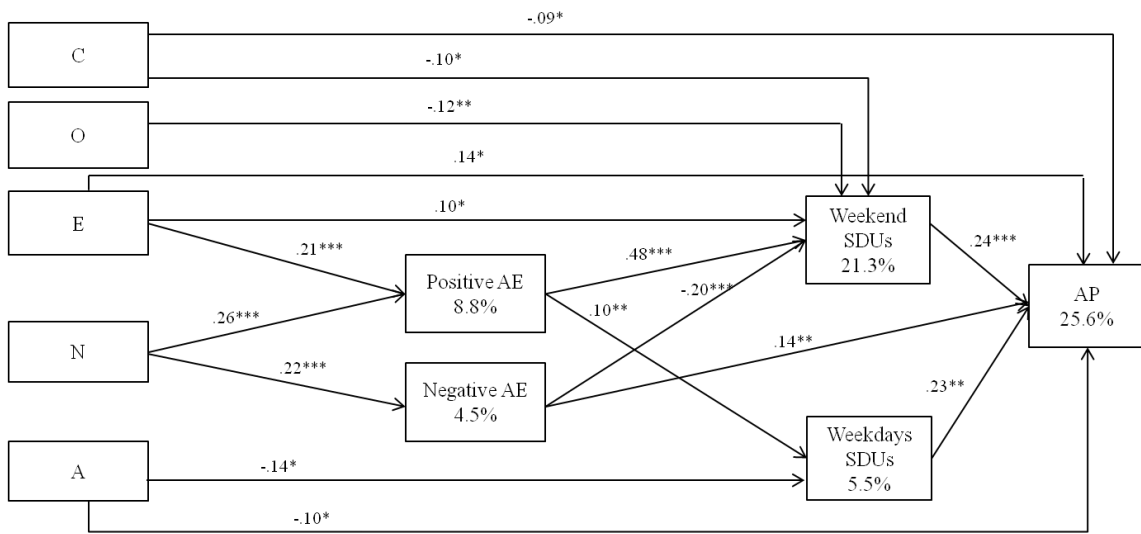 -.09*
C
-.10*
-.12**
O
.14*
E
.10*
Weekend
SDUs
21.3%
.21***
.48***
.24***
Positive AE
8.8%
-.20***
AP
25.6%
.26***
.10**
N
.14**
.22***
Negative AE
4.5%
.23**
Weekdays
SDUs
5.5%
A
-.14*
-.10*